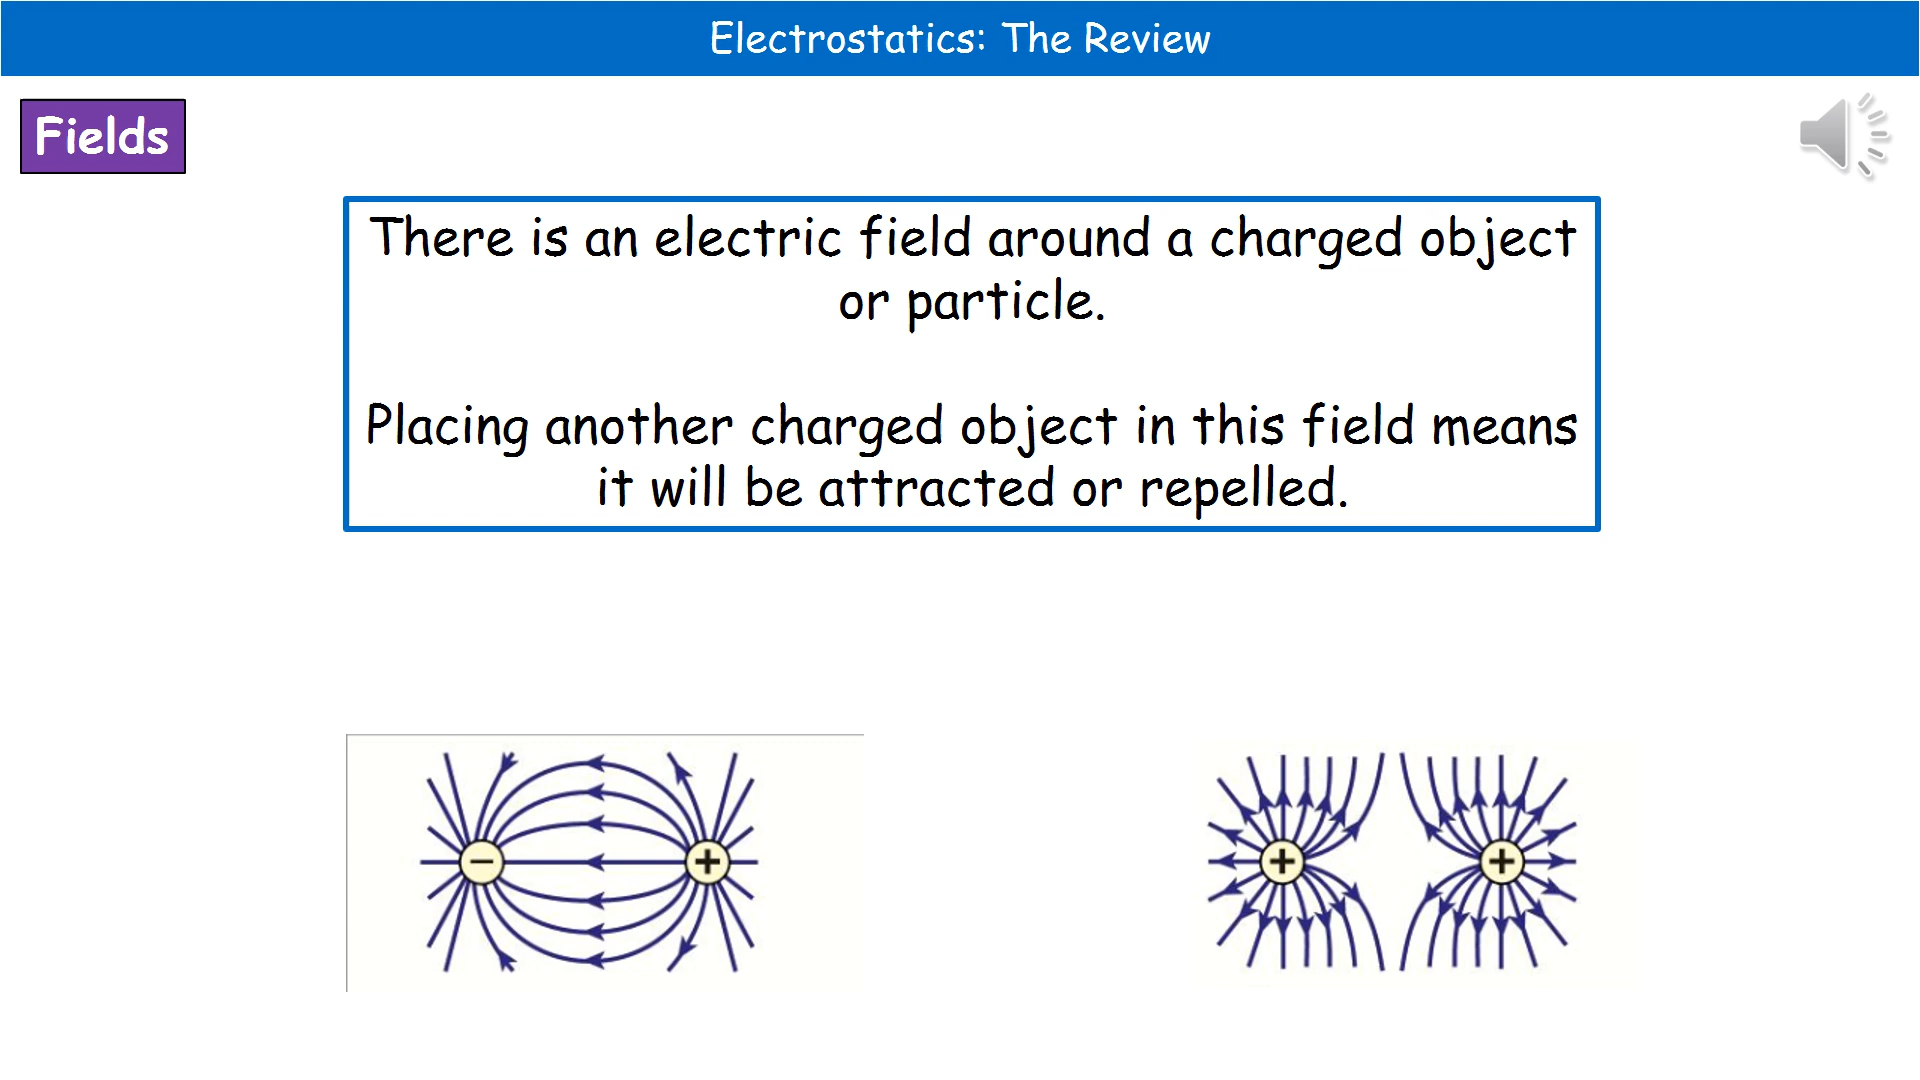 Electrostatics: The Review
Fields
There is an electric field around a charged object
or particle.
Placing another charged object in this field means
it will be attracted or repelled.
− +
+ +